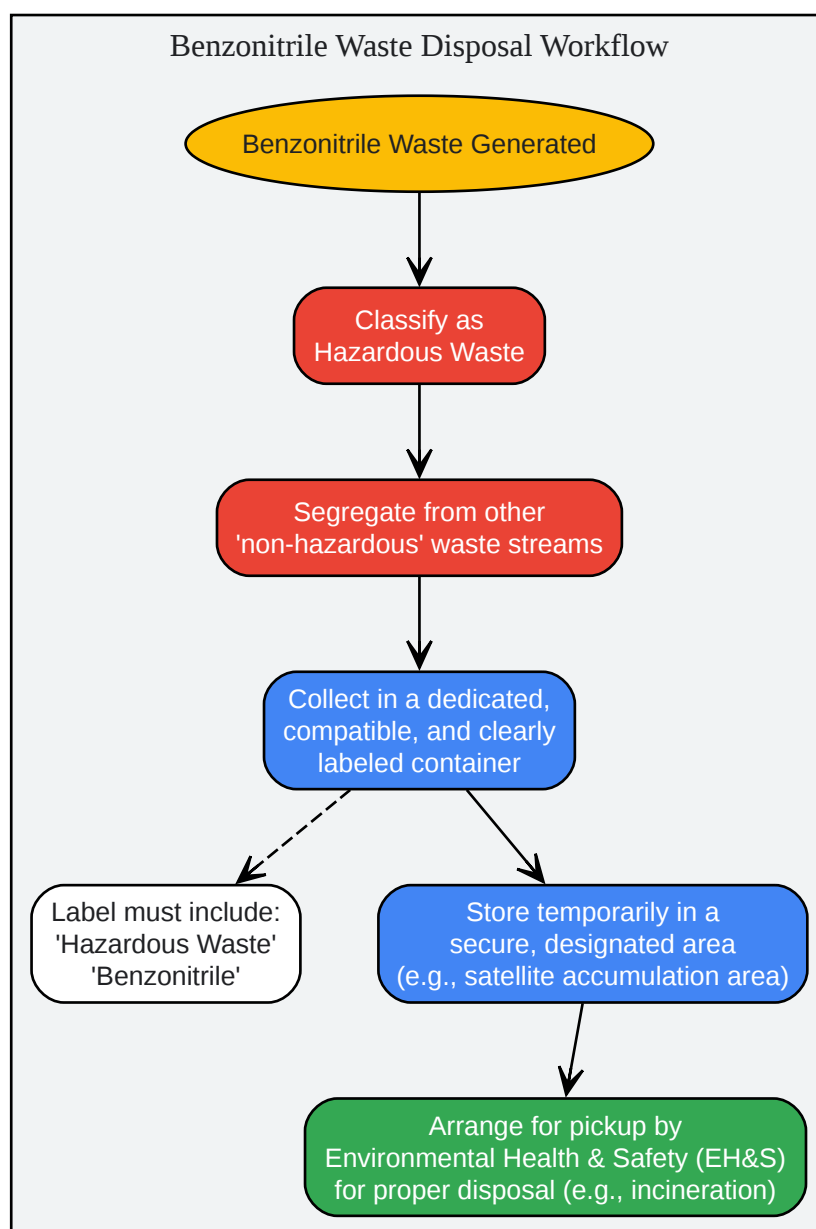 Benzonitrile Waste Disposal Workflow
Benzonitrile Waste Generated
Classify as
Hazardous Waste
Segregate from other
'non-hazardous' waste streams
Collect in a dedicated,
compatible, and clearly
labeled container
Label must include:
'Hazardous Waste'
'Benzonitrile'
Store temporarily in a
secure, designated area
(e.g., satellite accumulation area)
Arrange for pickup by
Environmental Health & Safety (EH&S)
for proper disposal (e.g., incineration)